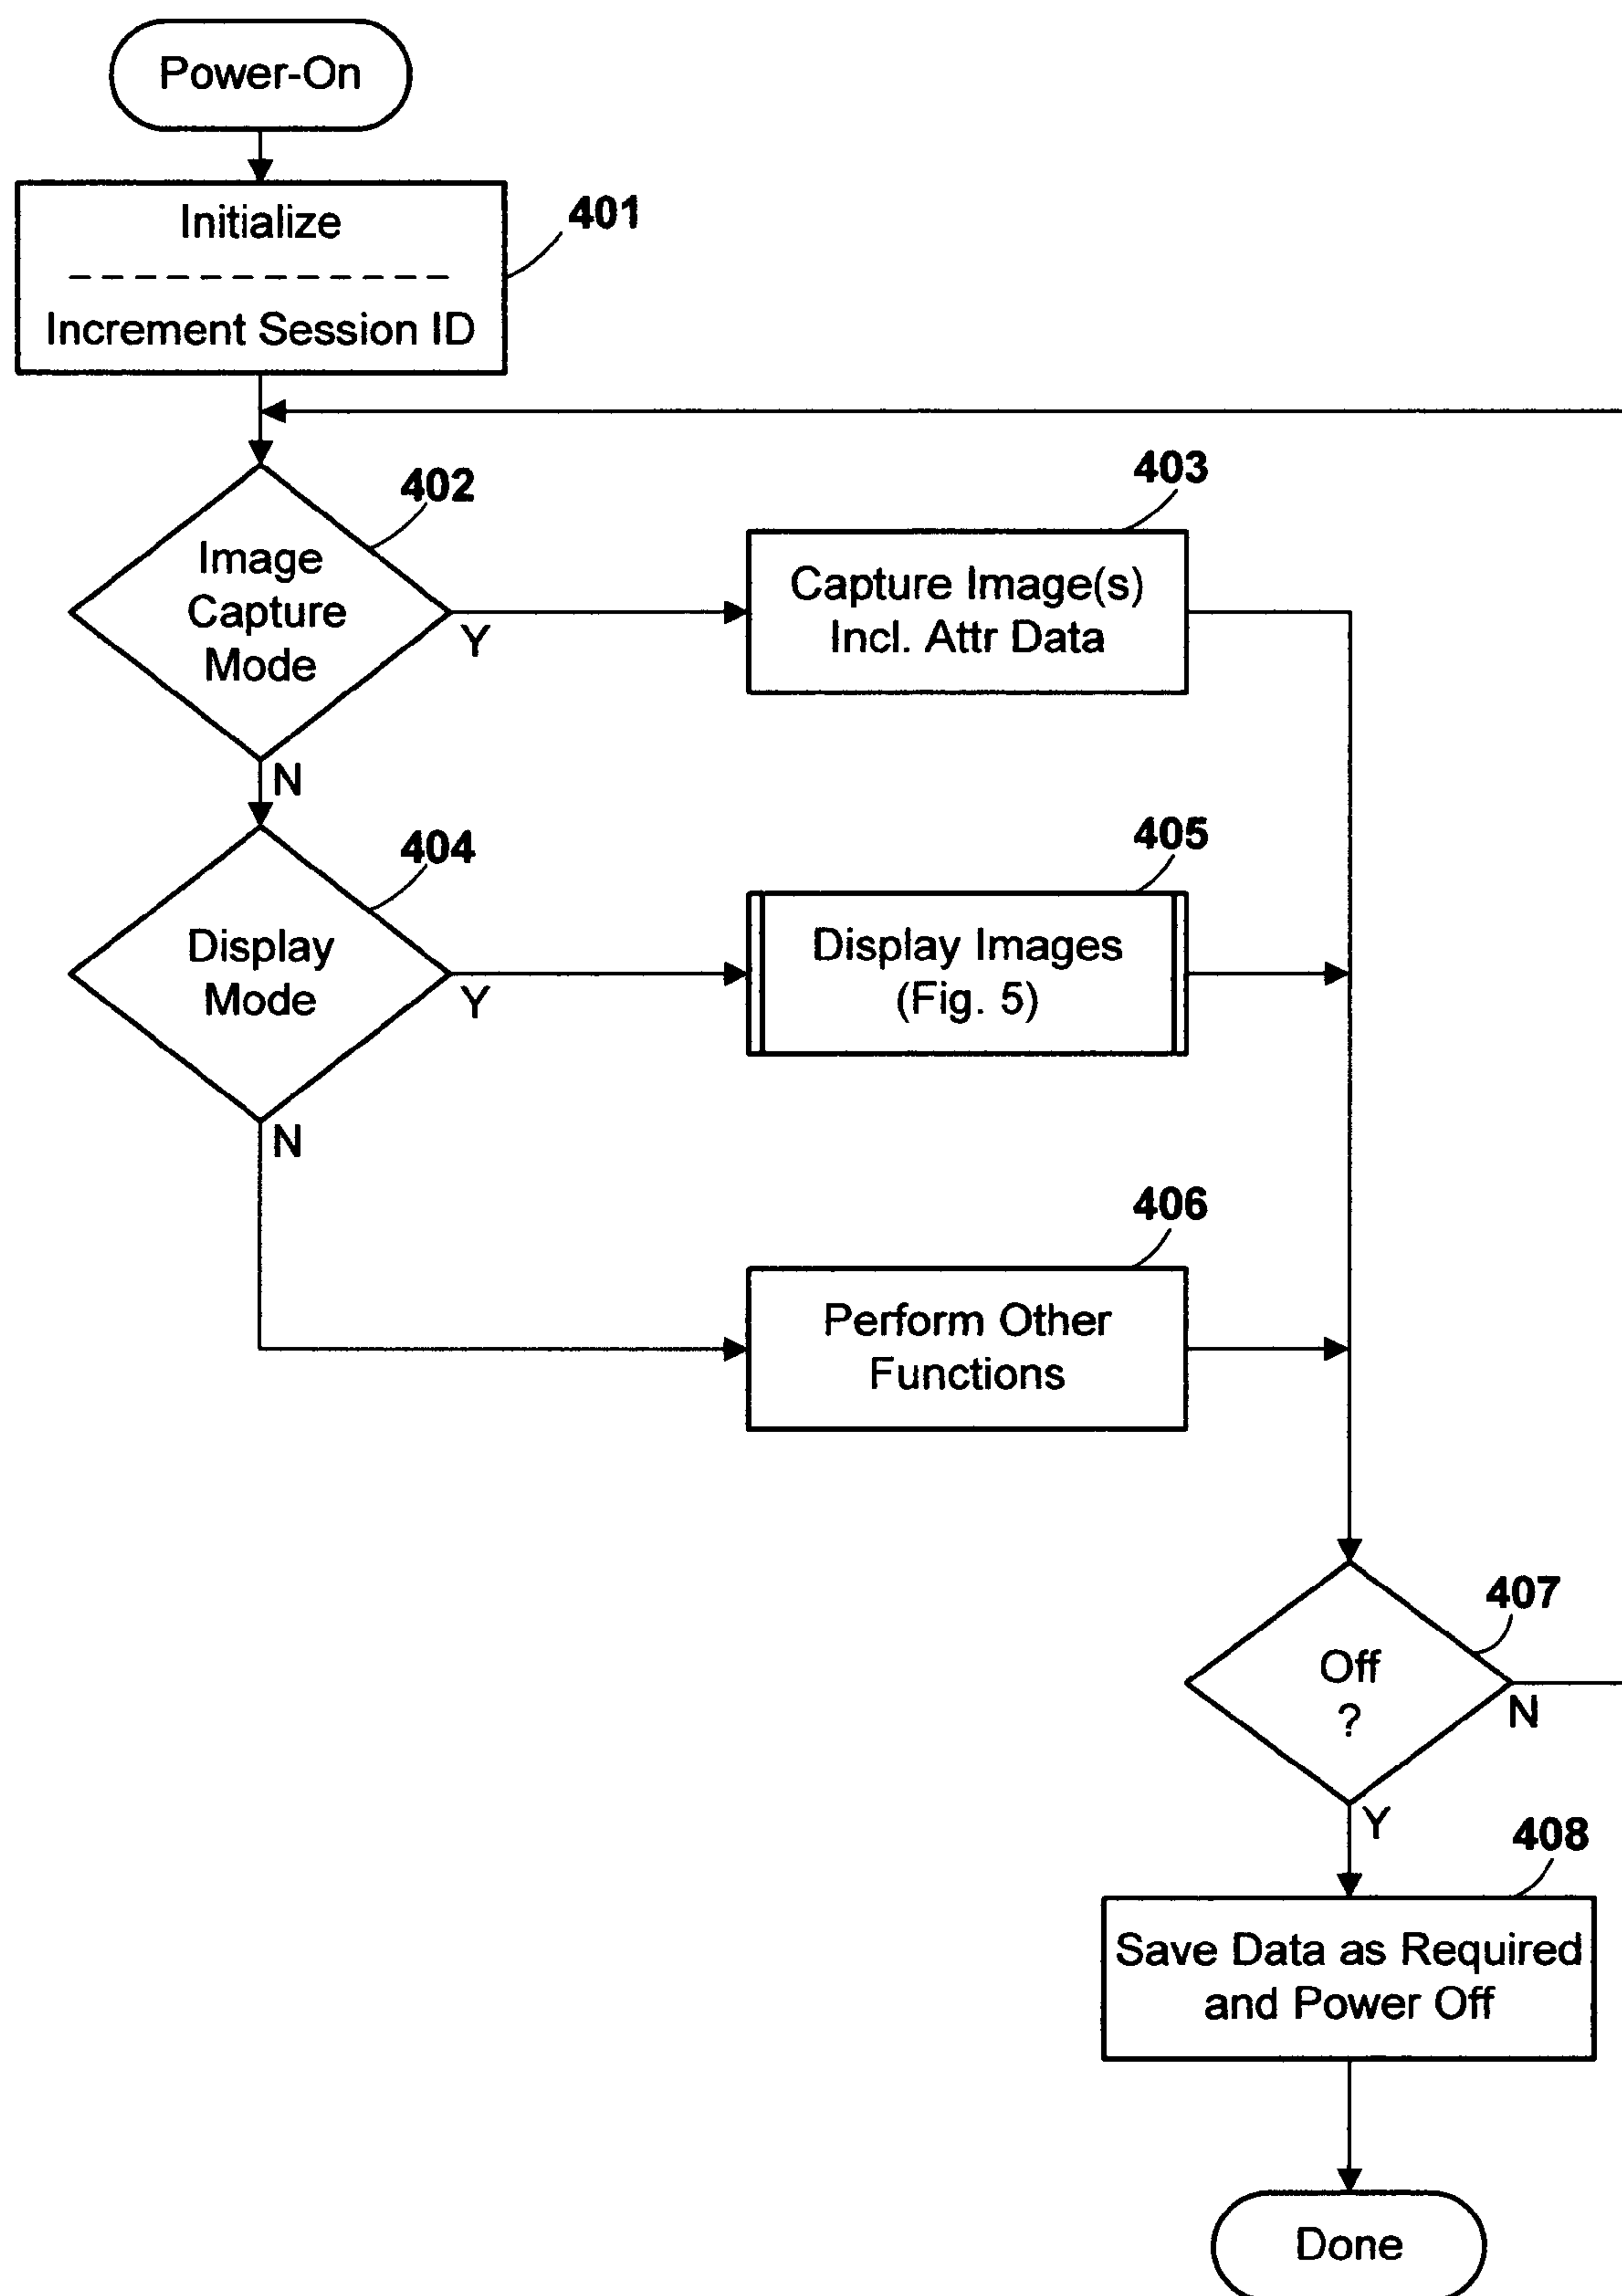 Power-On
Initialize
401
Increment Session ID
402
403
Image
Capture
Mode
Y
Capture Image(s)
Incl. Attr Data
N
404
405
Display
Mode
Y
Display Images
(Fig. 5)
N
406
Perform Other
Functions
407
Off
?
N
Y
408
Save Data as Required
and Power Off
Done